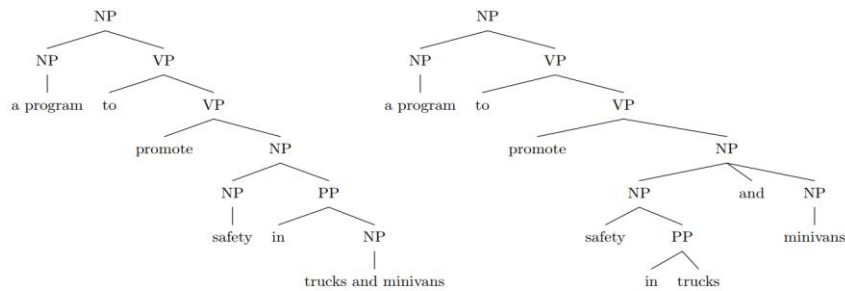 NP NP
NP VP NP VP
a program to VP a program to VP
promote NP promote NP
NP PP NP and NP
safety in NP safety PP minivans
trucks and minivans in trucks